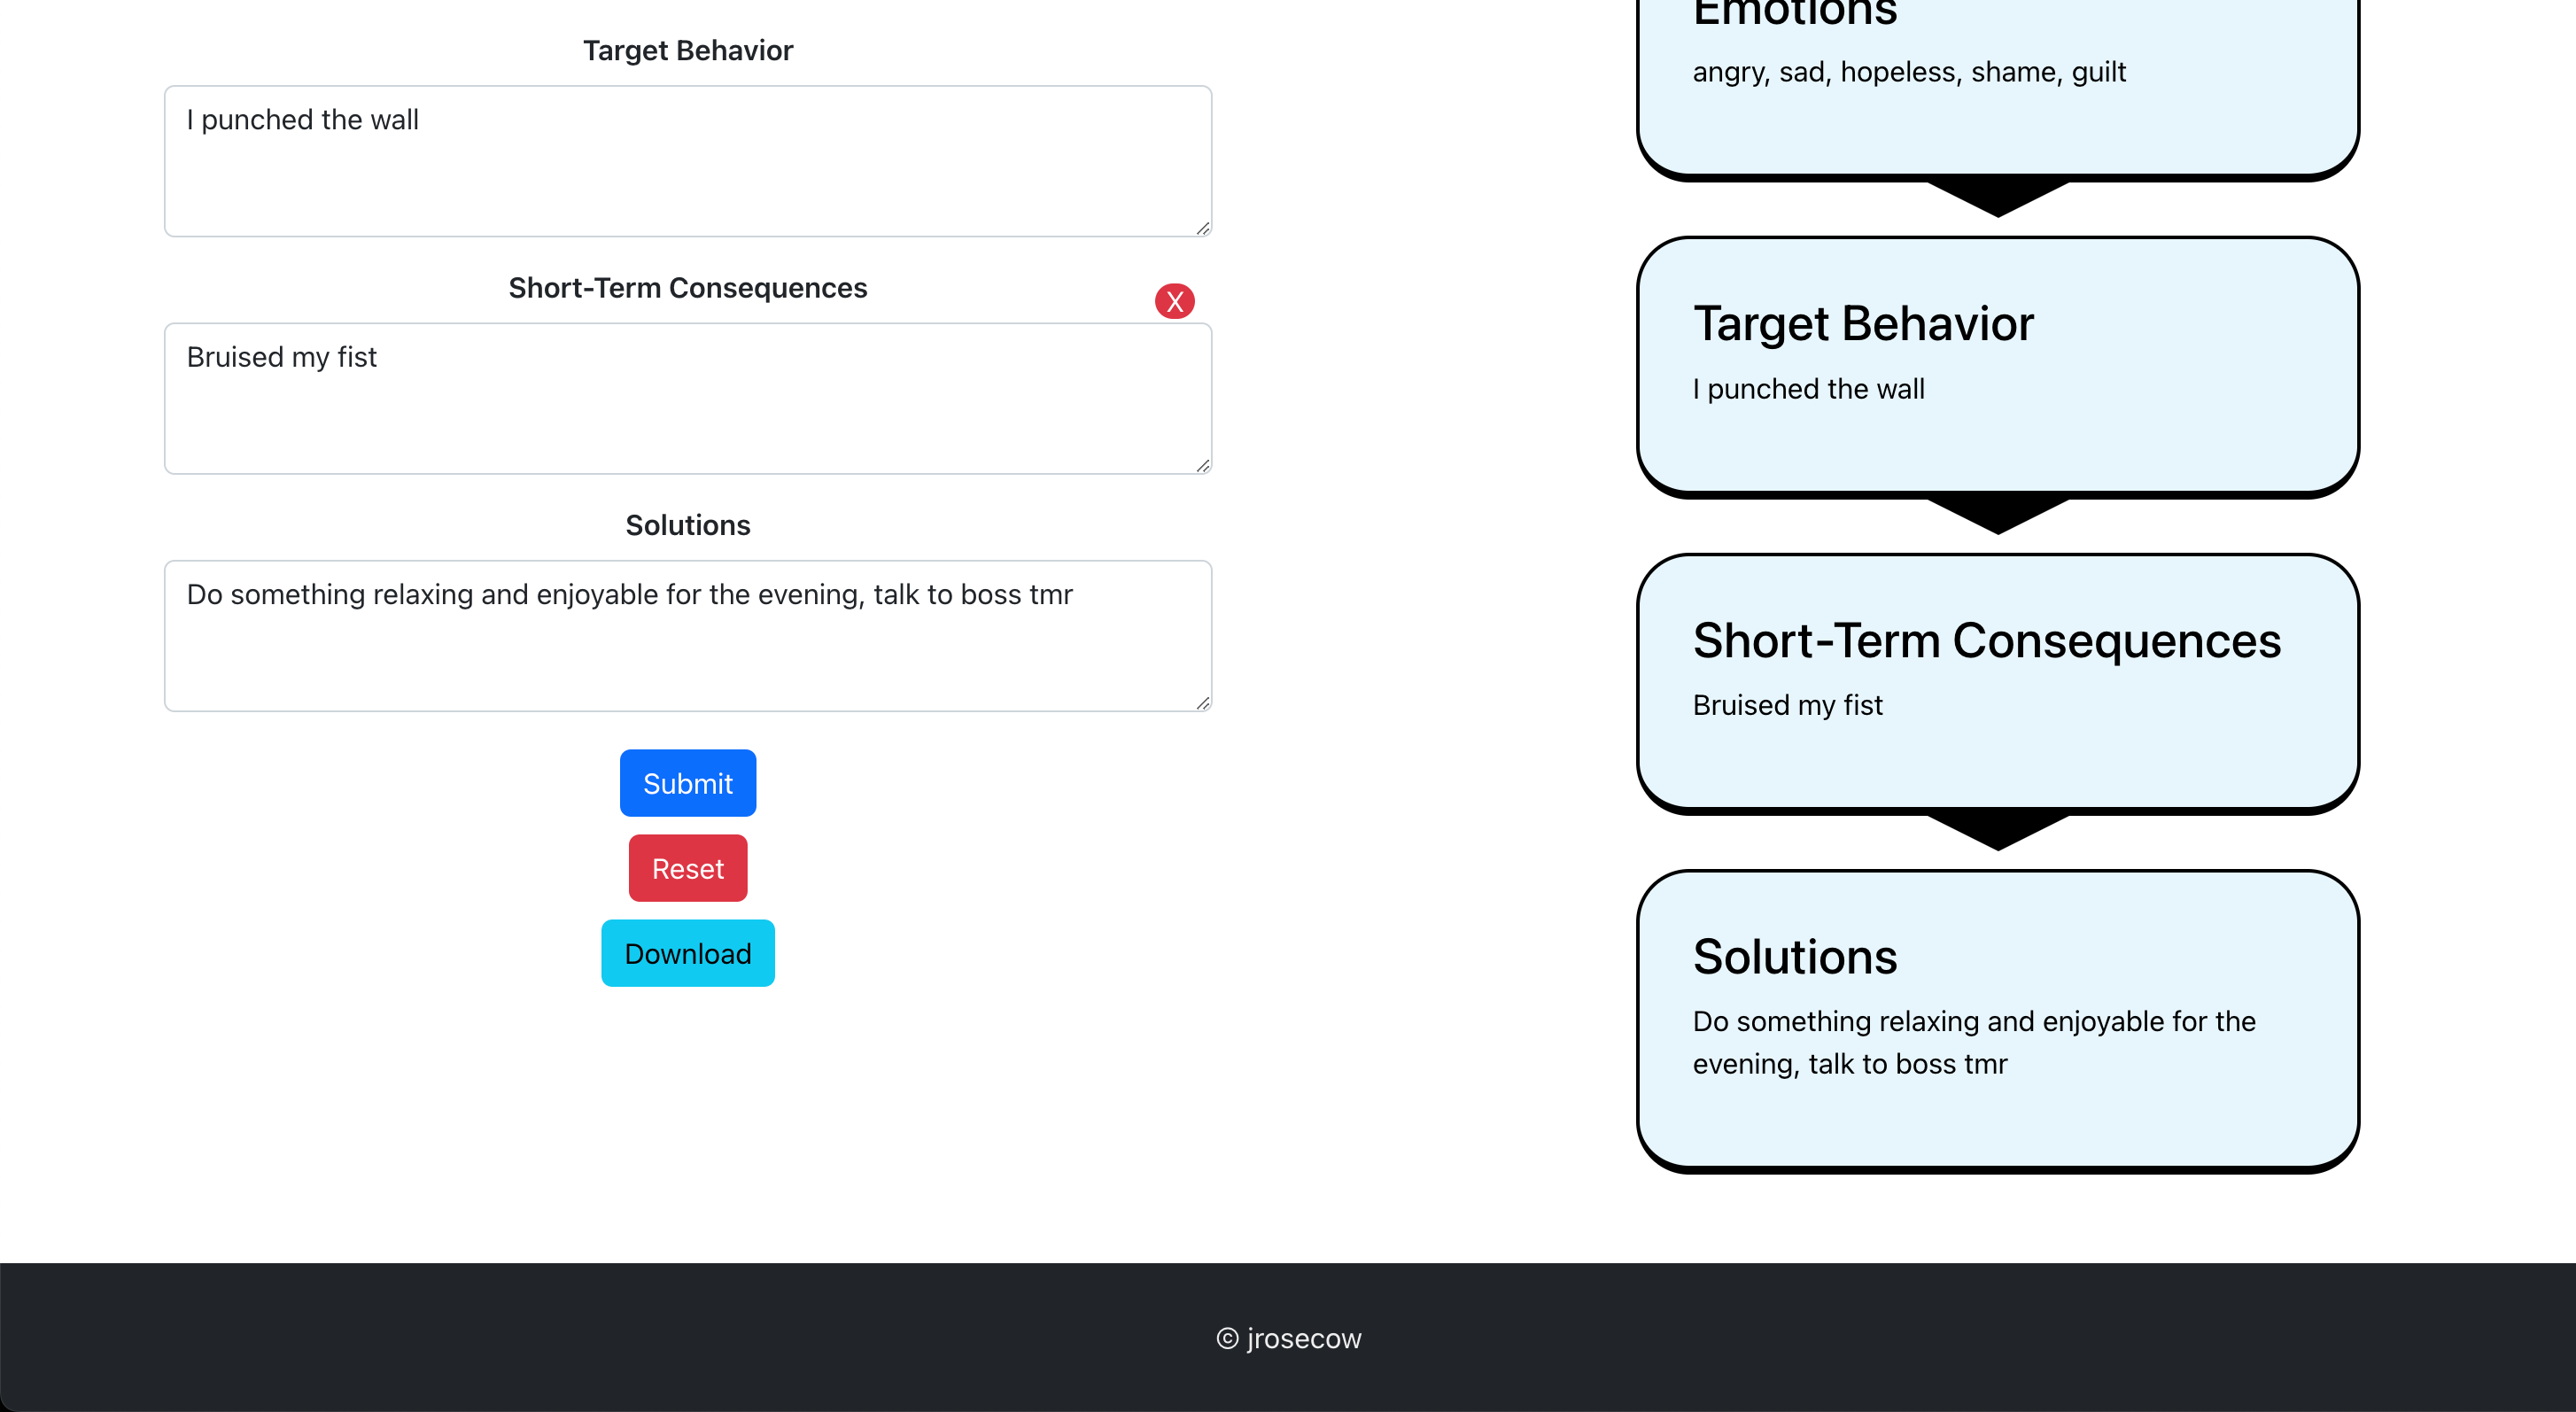 Target Behavior
I punched the wall
Short-Term Consequences
X
Bruised my fist
Solutions
Do something relaxing and enjoyable for the evening, talk to boss tmr
Submit
Reset
Download
Emotions
angry, sad, hopeless, shame, guilt
Target Behavior
I punched the wall
Short-Term Consequences
Bruised my fist
Solutions
Do something relaxing and enjoyable for the
evening, talk to boss tmr
© jrosecow